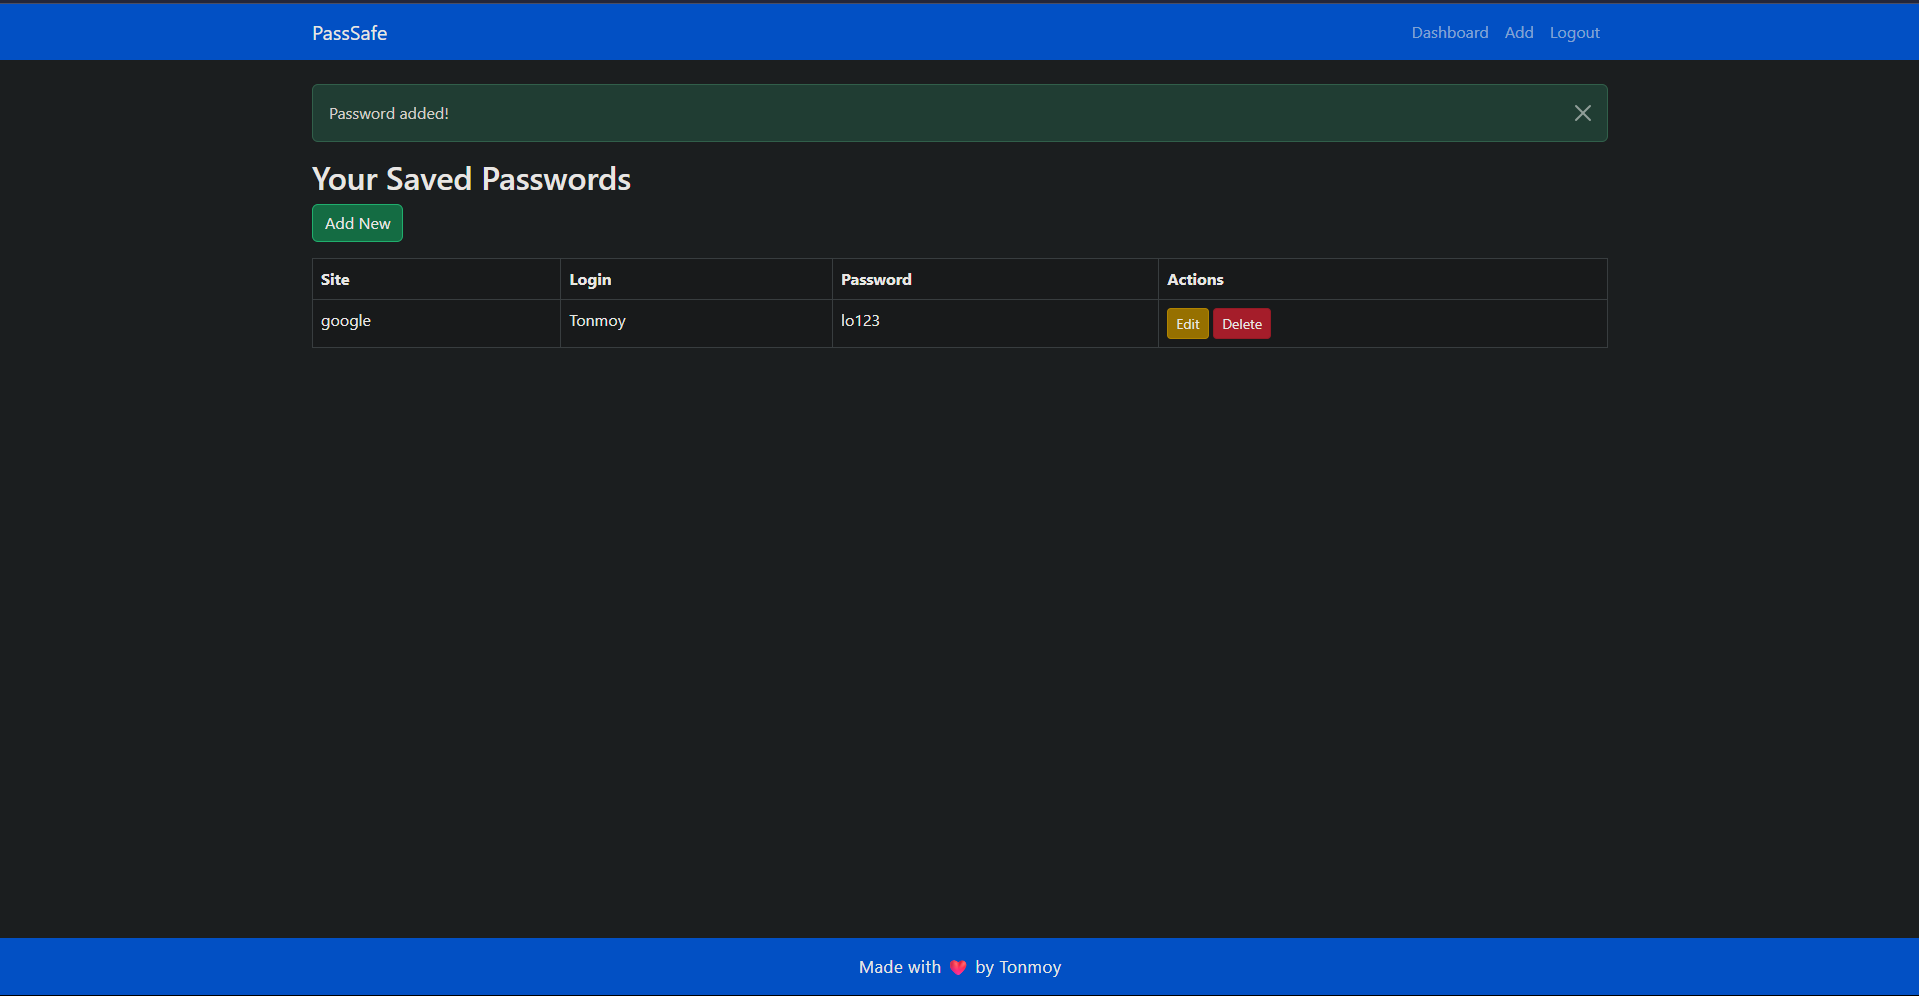 PassSafe Dashboard Add Logout
Password added!
Your Saved Passwords
Add New
Site Login Password Actions
google Tonmoy lo123 Edit Delete
Made with ❤️ by Tonmoy